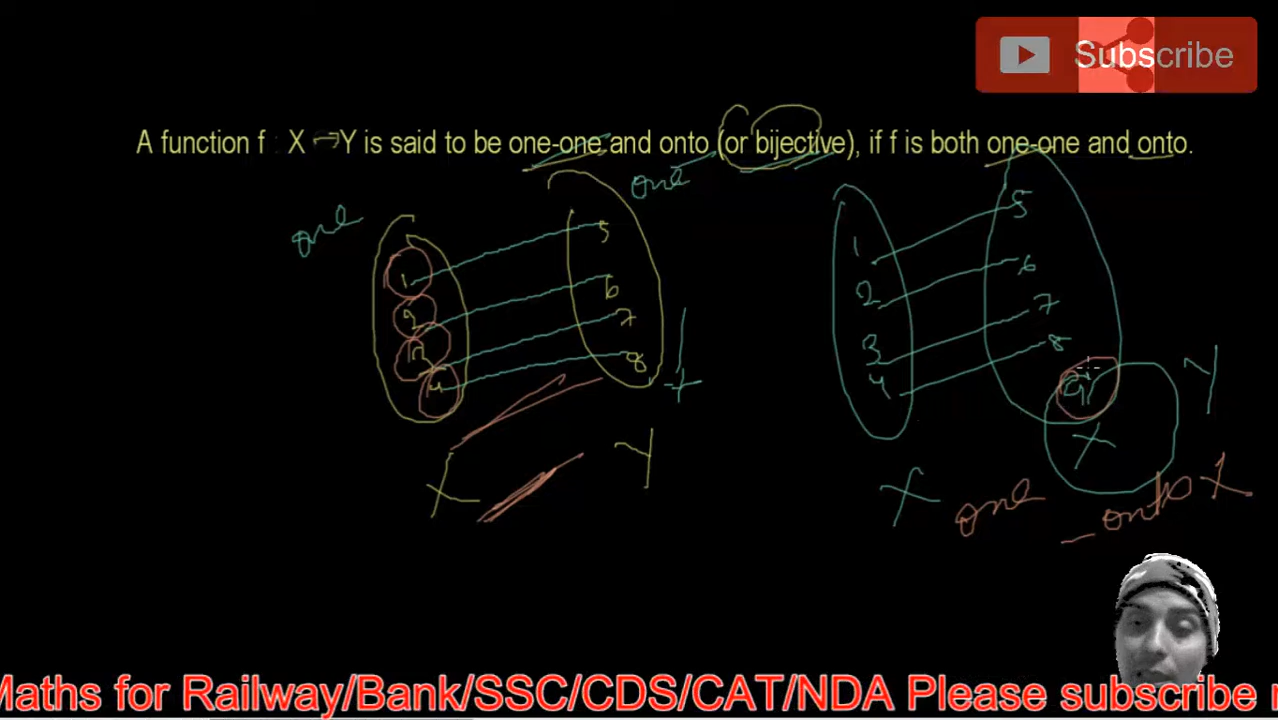 Subscribe
A function f : X → Y is said to be one-one and onto (or bijective), if f is both one-one and onto.
one
one
1
2
3
4
5
6
7
8
X
Y
1
2
3
4
5
6
7
8
9
X
X
Y
one _ onto X
Maths for Railway/Bank/SSC/CDS/CAT/NDA Please subscribe